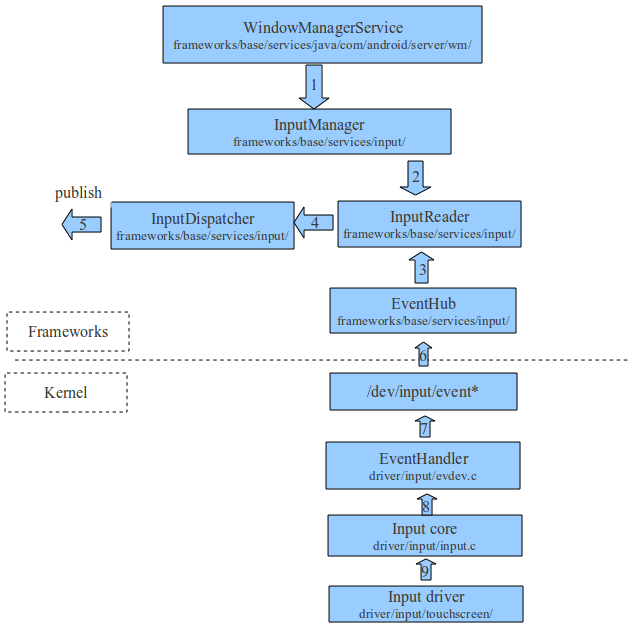 WindowManagerService
frameworks/base/services/java/com/android/server/wm/
1
InputManager
frameworks/base/services/input/
2
publish
5
InputDispatcher
frameworks/base/services/input/
4
InputReader
frameworks/base/services/input/
3
EventHub
frameworks/base/services/input/
Frameworks
6
Kernel
/dev/input/event*
7
EventHandler
driver/input/evdev.c
8
Input core
driver/input/input.c
9
Input driver
driver/input/touchscreen/